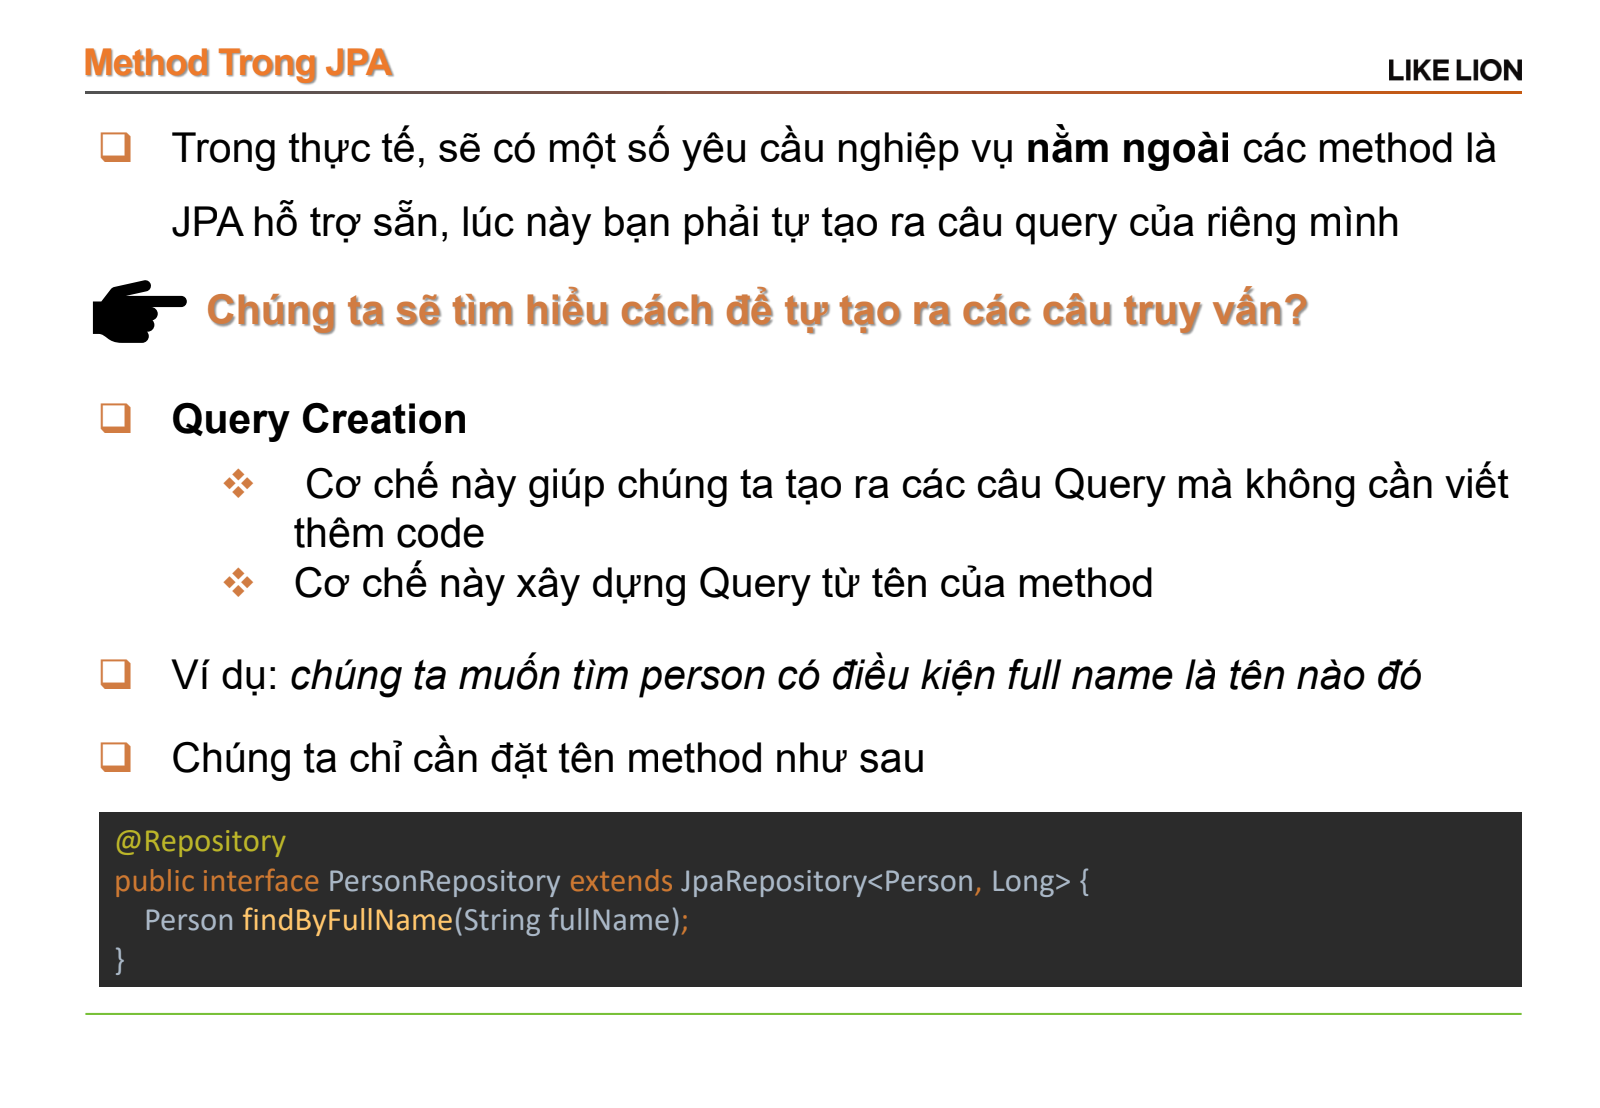 Method Trong JPA
LIKE LION
Trong thực tế, sẽ có một số yêu cầu nghiệp vụ nằm ngoài các method là
JPA hỗ trợ sẵn, lúc này bạn phải tự tạo ra câu query của riêng mình
Chúng ta sẽ tìm hiểu cách để tự tạo ra các câu truy vấn?
Query Creation
Cơ chế này giúp chúng ta tạo ra các câu Query mà không cần viết
thêm code
Cơ chế này xây dựng Query từ tên của method
Ví dụ: chúng ta muốn tìm person có điều kiện full name là tên nào đó
Chúng ta chỉ cần đặt tên method như sau
@Repository
public interface PersonRepository extends JpaRepository<Person, Long> {
Person findByFullName(String fullName);
}